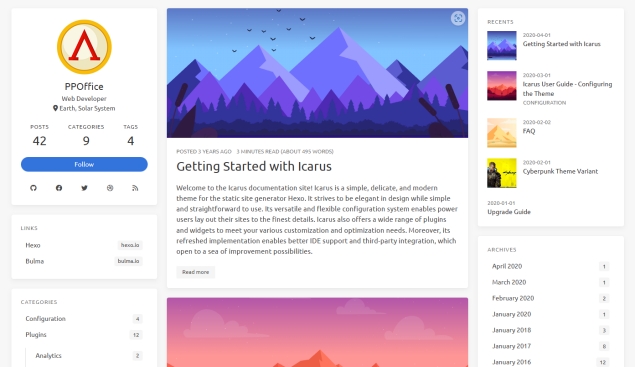 PPOffice
Web Developer
Earth, Solar System
POSTS
CATEGORIES
TAGS
42
9
4
Follow
LINKS
Hexo
hexo.io
Bulma
bulma.io
CATEGORIES
Configuration
4
Plugins
12
Analytics
2
POSTED 3 YEARS AGO · 3 MINUTES READ (ABOUT 495 WORDS)
Getting Started with Icarus
Welcome to the Icarus documentation site! Icarus is a simple, delicate, and modern
theme for the static site generator Hexo. It strives to be elegant in design while simple
and straightforward to use. Its versatile and flexible configuration system enables power
users lay out their sites to the finest details. Icarus also offers a wide range of plugins
and widgets to meet your various customization and optimization needs. Moreover, its
refreshed implementation enables better IDE support and third-party integration, which
open to a sea of improvement possibilities.
Read more
RECENTS
2020-04-01
Getting Started with Icarus
2020-03-01
Icarus User Guide - Configuring
the Theme
CONFIGURATION
2020-02-02
FAQ
2020-02-01
Cyberpunk Theme Variant
2020-01-01
Upgrade Guide
ARCHIVES
April 2020
1
March 2020
1
February 2020
2
January 2020
1
January 2018
3
January 2017
8
January 2016
12